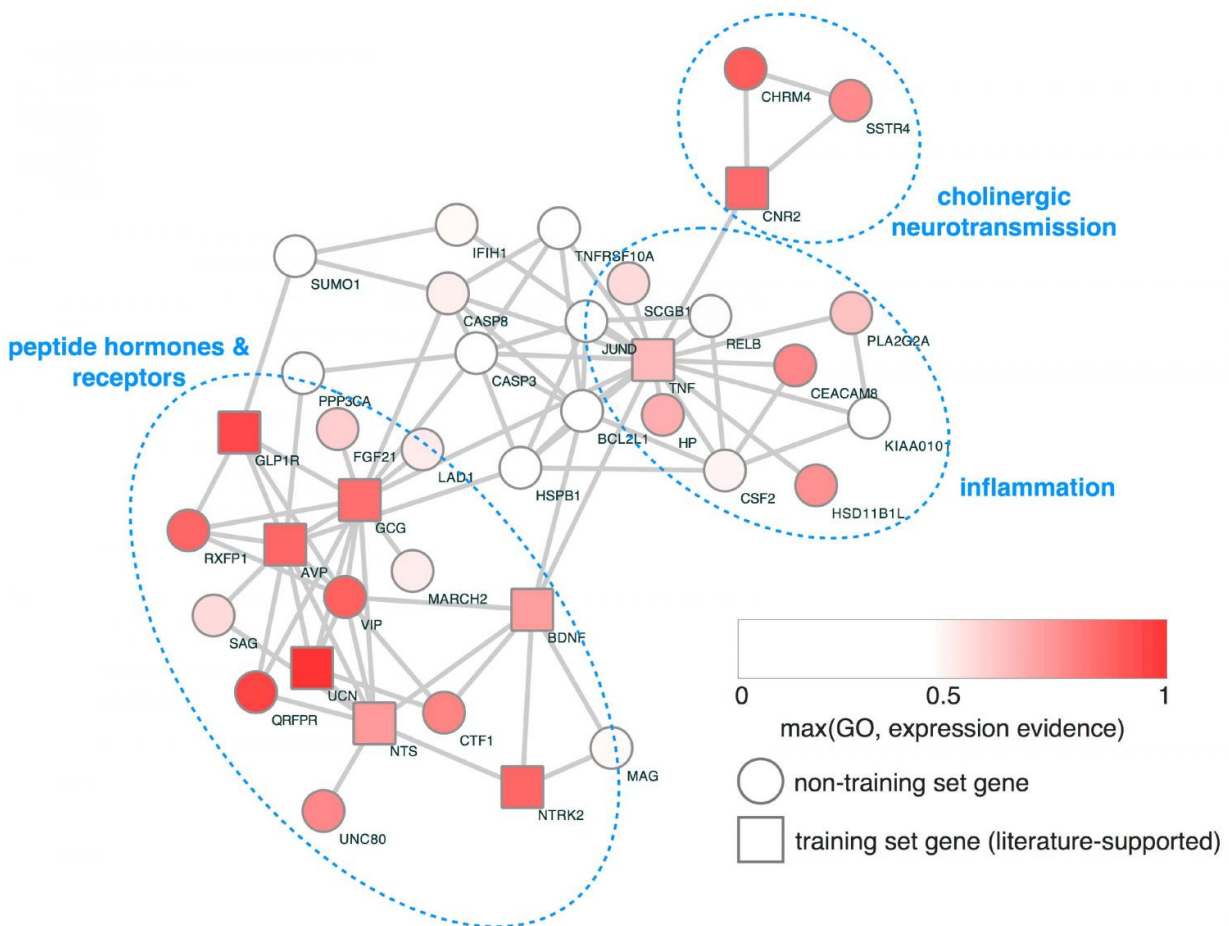 CHRM4
SSTR4
CNR2
cholinergic
neurotransmission
IFIH1
TNFRSF10A
SUMO1
SCGB1
CASP8
RELB
PLA2G2A
JUND
peptide hormones &
receptors
CASP3
TNF
CEACAM8
PPP3CA
BCL2L1
HP
KIAA0101
GLP1R
FGF21
LAD1
HSPB1
CSF2
inflammation
HSD11B1L
GCG
RXFP1
AVP
MARCH2
VIP
BDNF
SAG
UCN
QRFPR
NTS
CTF1
MAG
NTRK2
UNC80
0
0.5
1
max(GO, expression evidence)
non-training set gene
training set gene (literature-supported)